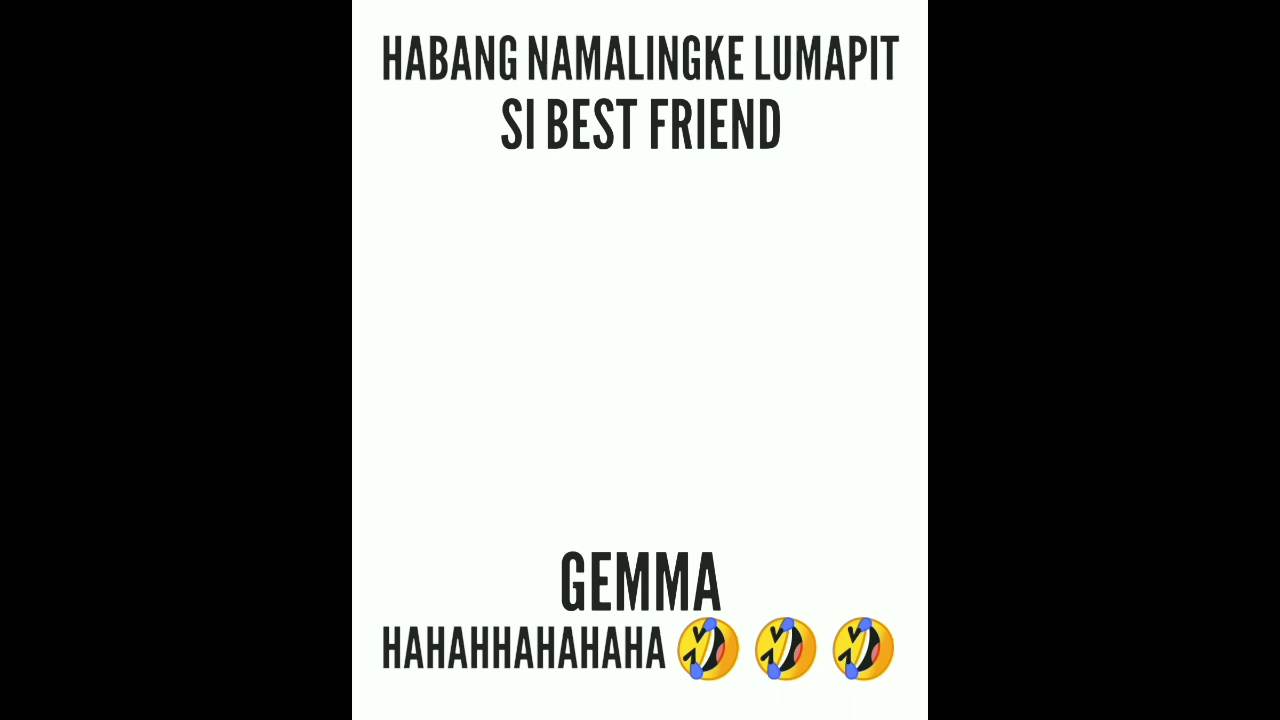 HABANG NAMALINGKE LUMAPIT
SI BEST FRIEND
GEMMA
HAHAHHAHAHAHA 🤣🤣🤣